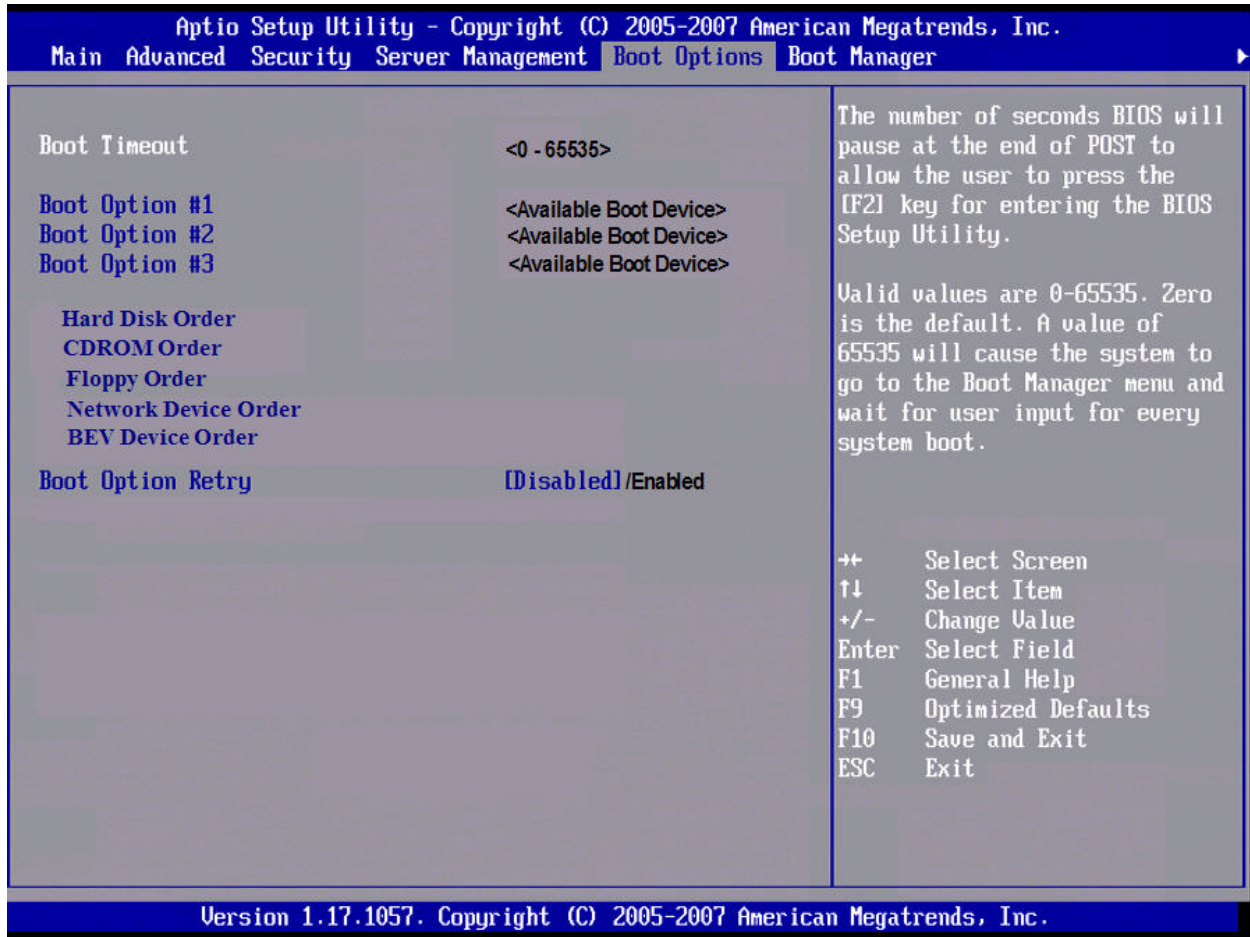 Aptio Setup Utility - Copyright (C) 2005-2007 American Megatrends, Inc.
Main Advanced Security Server Management Boot Options Boot Manager
Boot Timeout <0 - 65535>
Boot Option #1 <Available Boot Device>
Boot Option #2 <Available Boot Device>
Boot Option #3 <Available Boot Device>
Hard Disk Order
CDROM Order
Floppy Order
Network Device Order
BEV Device Order
Boot Option Retry [Disabled]/Enabled
The number of seconds BIOS will
pause at the end of POST to
allow the user to press the
[F2] key for entering the BIOS
Setup Utility.
Valid values are 0-65535. Zero
is the default. A value of
65535 will cause the system to
go to the Boot Manager menu and
wait for user input for every
system boot.
→← Select Screen
↑↓ Select Item
+/- Change Value
Enter Select Field
F1 General Help
F9 Optimized Defaults
F10 Save and Exit
ESC Exit
Version 1.17.1057. Copyright (C) 2005-2007 American Megatrends, Inc.